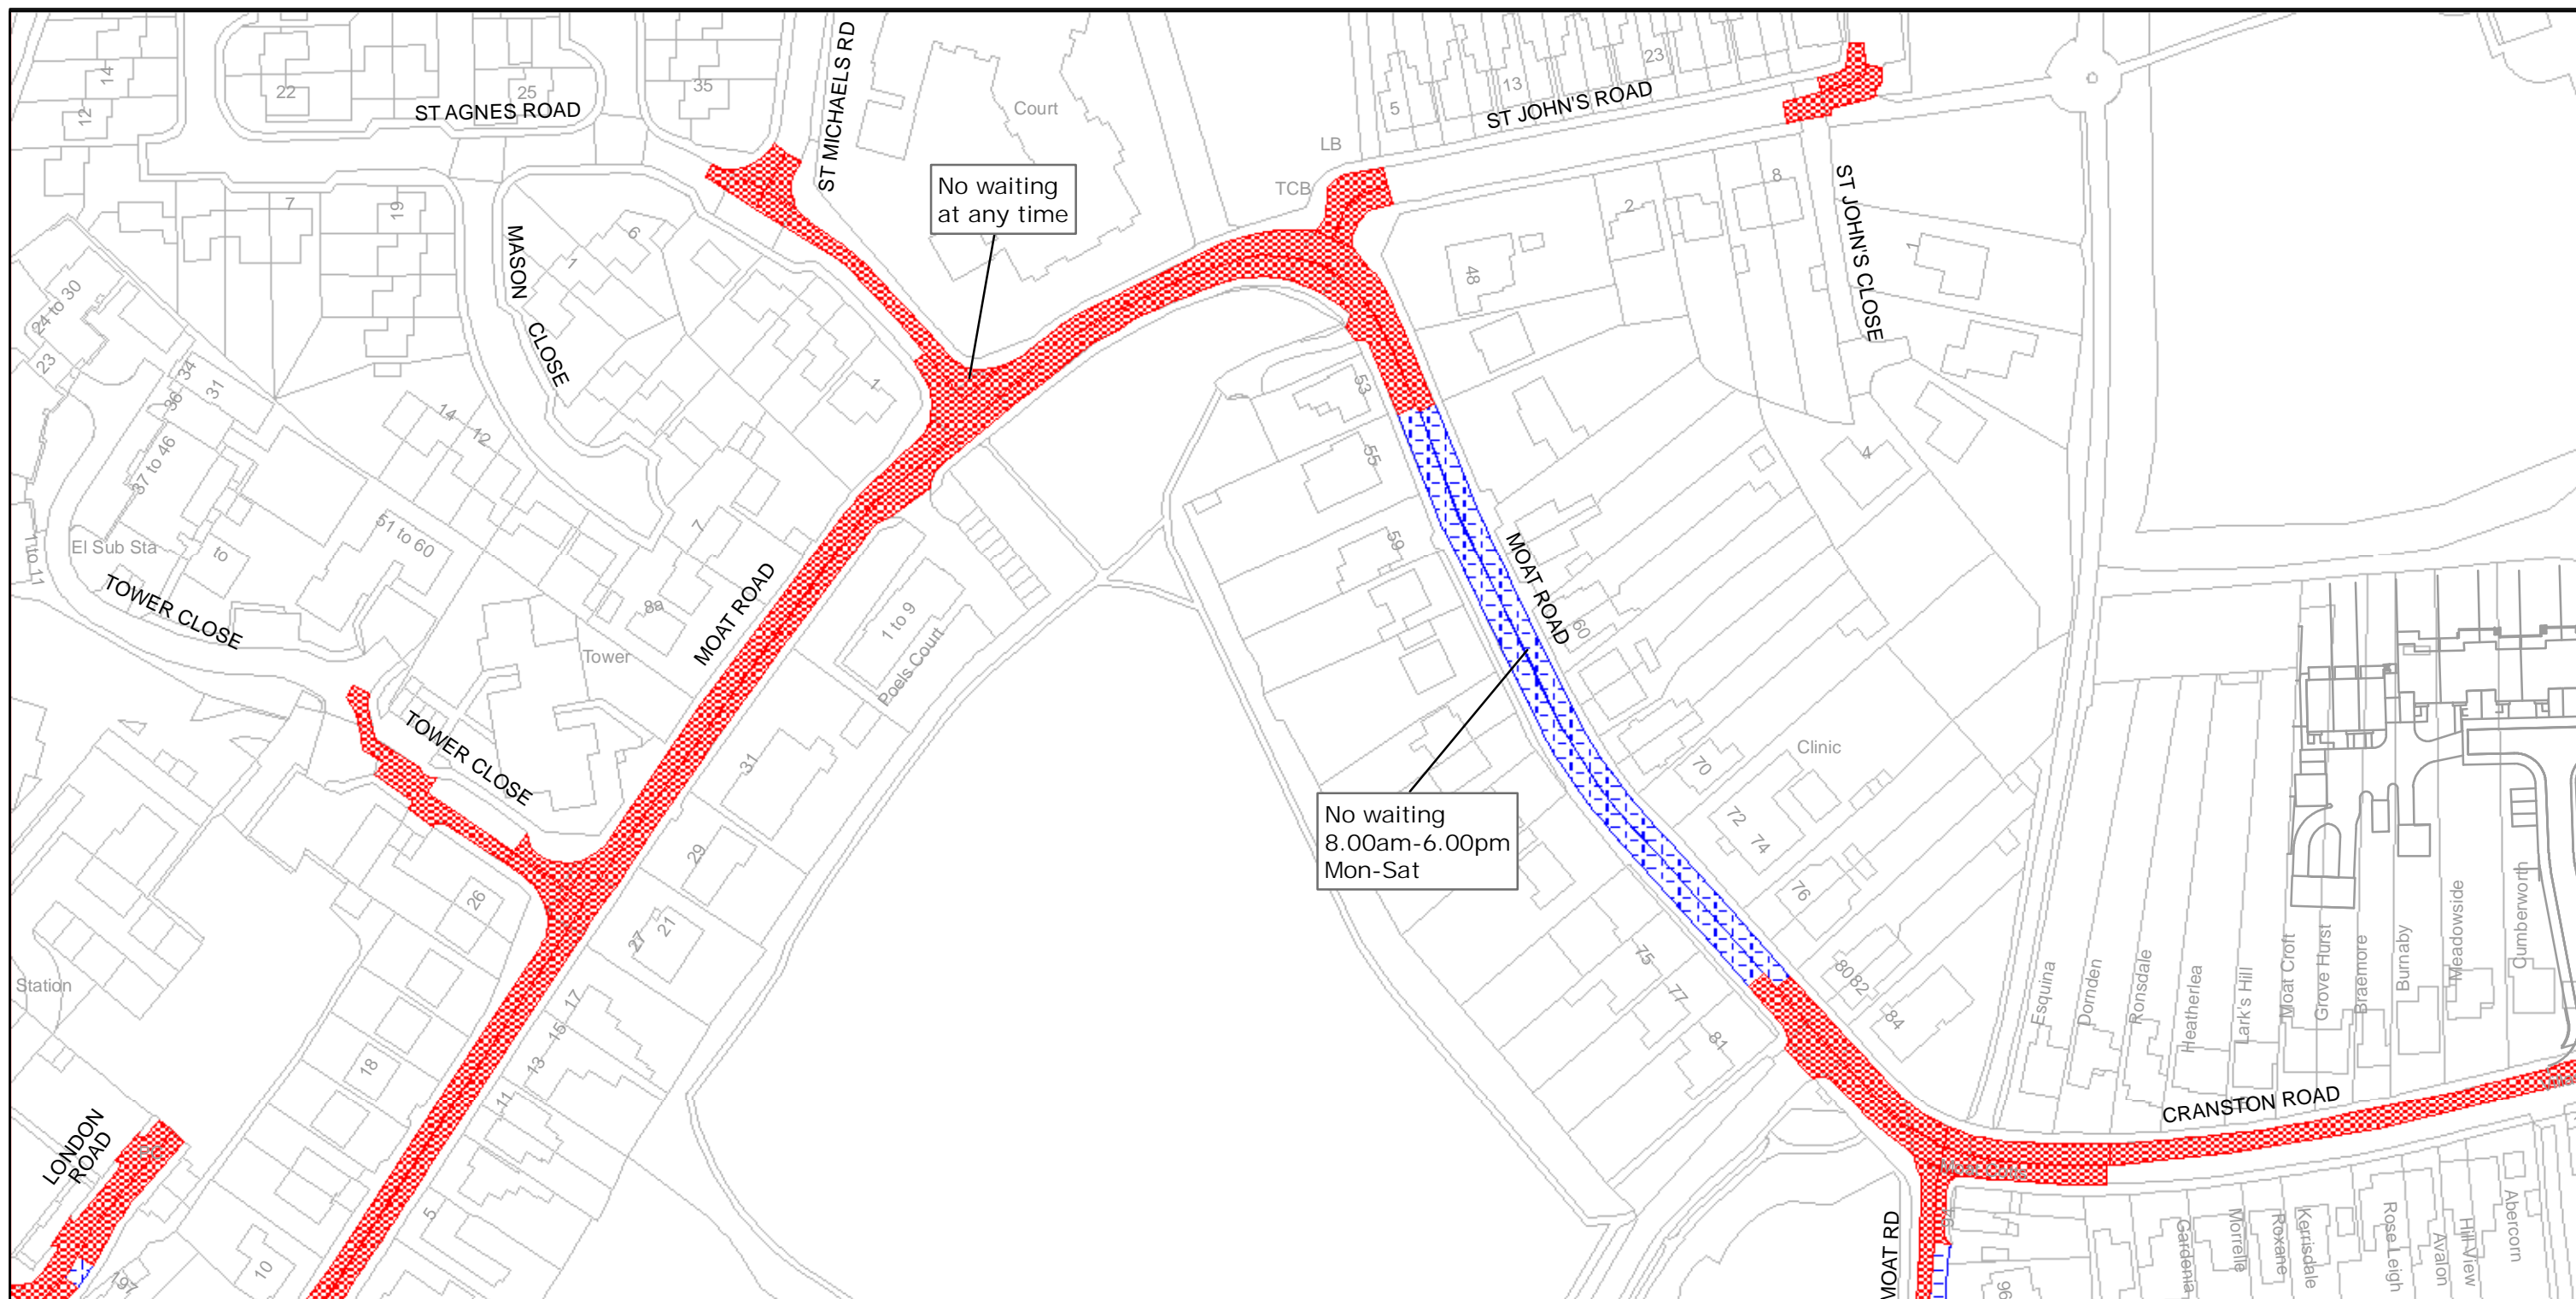 14
12
22
25
ST AGNES ROAD
35
ST MICHAELS RD
Court
5
13
23
ST JOHN'S ROAD
LB
TCB
No waiting
at any time
7
19
MASON
CLOSE
1
6
1
2
8
48
1
ST JOHN'S CLOSE
4
24 to 30
23
34
36
31
37 to 46
14
12
51 to 60
El Sub Sta
to
1 to 11
TOWER CLOSE
7
8a
Tower
MOAT ROAD
1 to 9
Poels Court
53
55
59
MOAT ROAD
60
TOWER CLOSE
31
29
27
21
26
Station
No waiting
8.00am-6.00pm
Mon-Sat
70
Clinic
72
74
76
80
82
84
75
77
81
17
15
13
11
5
18
10
LONDON
ROAD
197
Esquina
Dornden
Ronsdale
Heatherlea
Lark's Hill
Moat Croft
Grove Hurst
Braemore
Burnaby
Meadowside
Cumberworth
CRANSTON ROAD
MOAT RD
94
96
Gardenia
Morrelle
Roxane
Kerrisdale
Rose Leigh
Avalon
Hill View
Abercorn